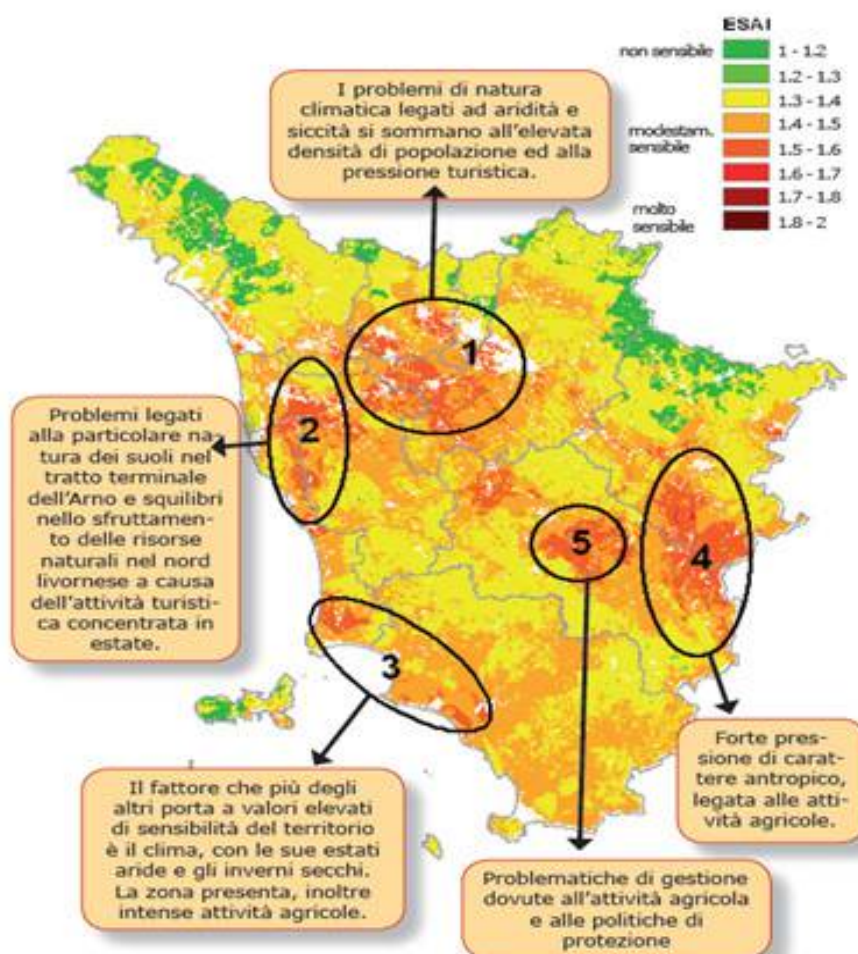 ESAI
non sensibile
1 - 1.2
1.2 - 1.3
1.3 - 1.4
modestam.
sensibile
1.4 - 1.5
1.5 - 1.6
1.6 - 1.7
molto
sensibile
1.7 - 1.8
1.8 - 2
I problemi di natura
climatica legati ad aridità e
siccità si sommano all'elevata
densità di popolazione ed alla
pressione turistica.
1
2
3
4
5
Problemi legati
alla particolare na-
tura dei suoli nel
tratto terminale
dell'Arno e squilibri
nello sfruttamen-
to delle risorse
naturali nel nord
livornese a causa
dell'attività turi-
stica concentrata in
estate.
Il fattore che più degli
altri porta a valori elevati
di sensibilità del territorio
è il clima, con le sue estati
aride e gli inverni secchi.
La zona presenta, inoltre
intense attività agricole.
Problematiche di gestione
dovute all'attività agricola
e alle politiche di
protezione
Forte pres-
sione di carat-
tere antropico,
legata alle atti-
vità agricole.